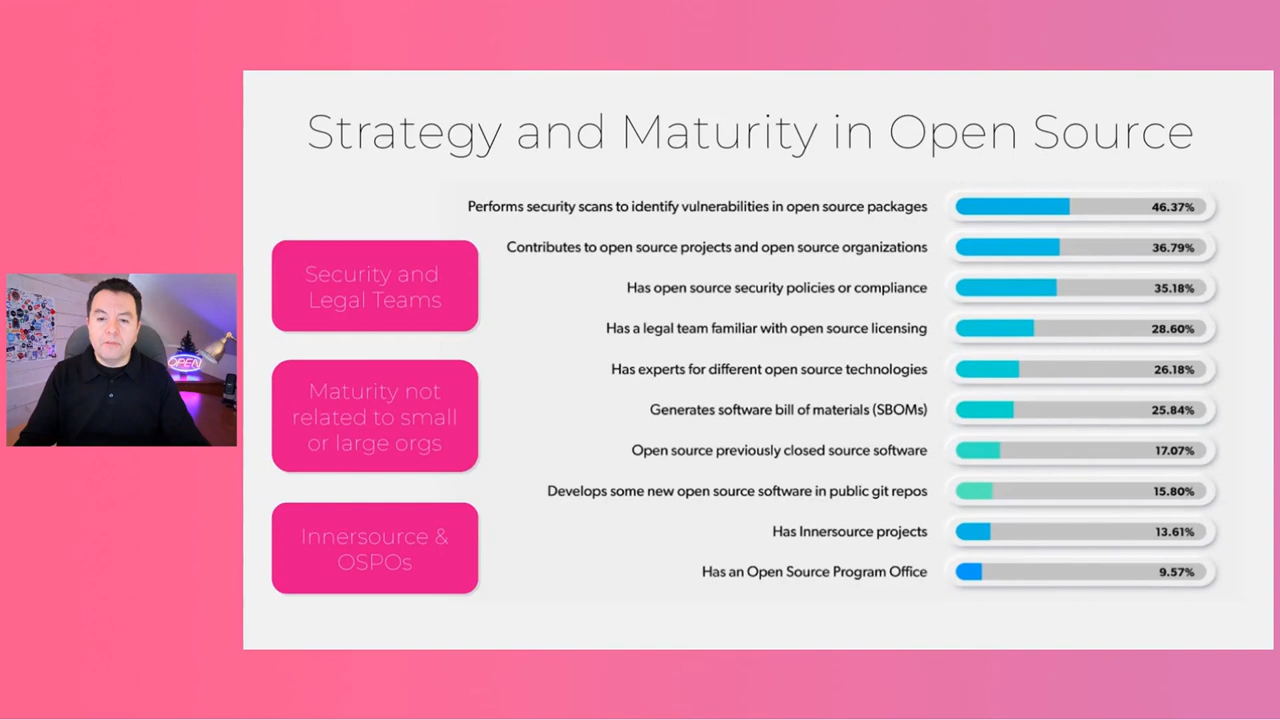 Strategy and Maturity in Open Source
Security and
Legal Teams
Maturity not
related to small
or large orgs
Innersource &
OSPOs
Performs security scans to identify vulnerabilities in open source packages 46.37%
Contributes to open source projects and open source organizations 36.79%
Has open source security policies or compliance 35.18%
Has a legal team familiar with open source licensing 28.60%
Has experts for different open source technologies 26.18%
Generates software bill of materials (SBOMs) 25.84%
Open source previously closed source software 17.07%
Develops some new open source software in public git repos 15.80%
Has Innersource projects 13.61%
Has an Open Source Program Office 9.57%
OPEN